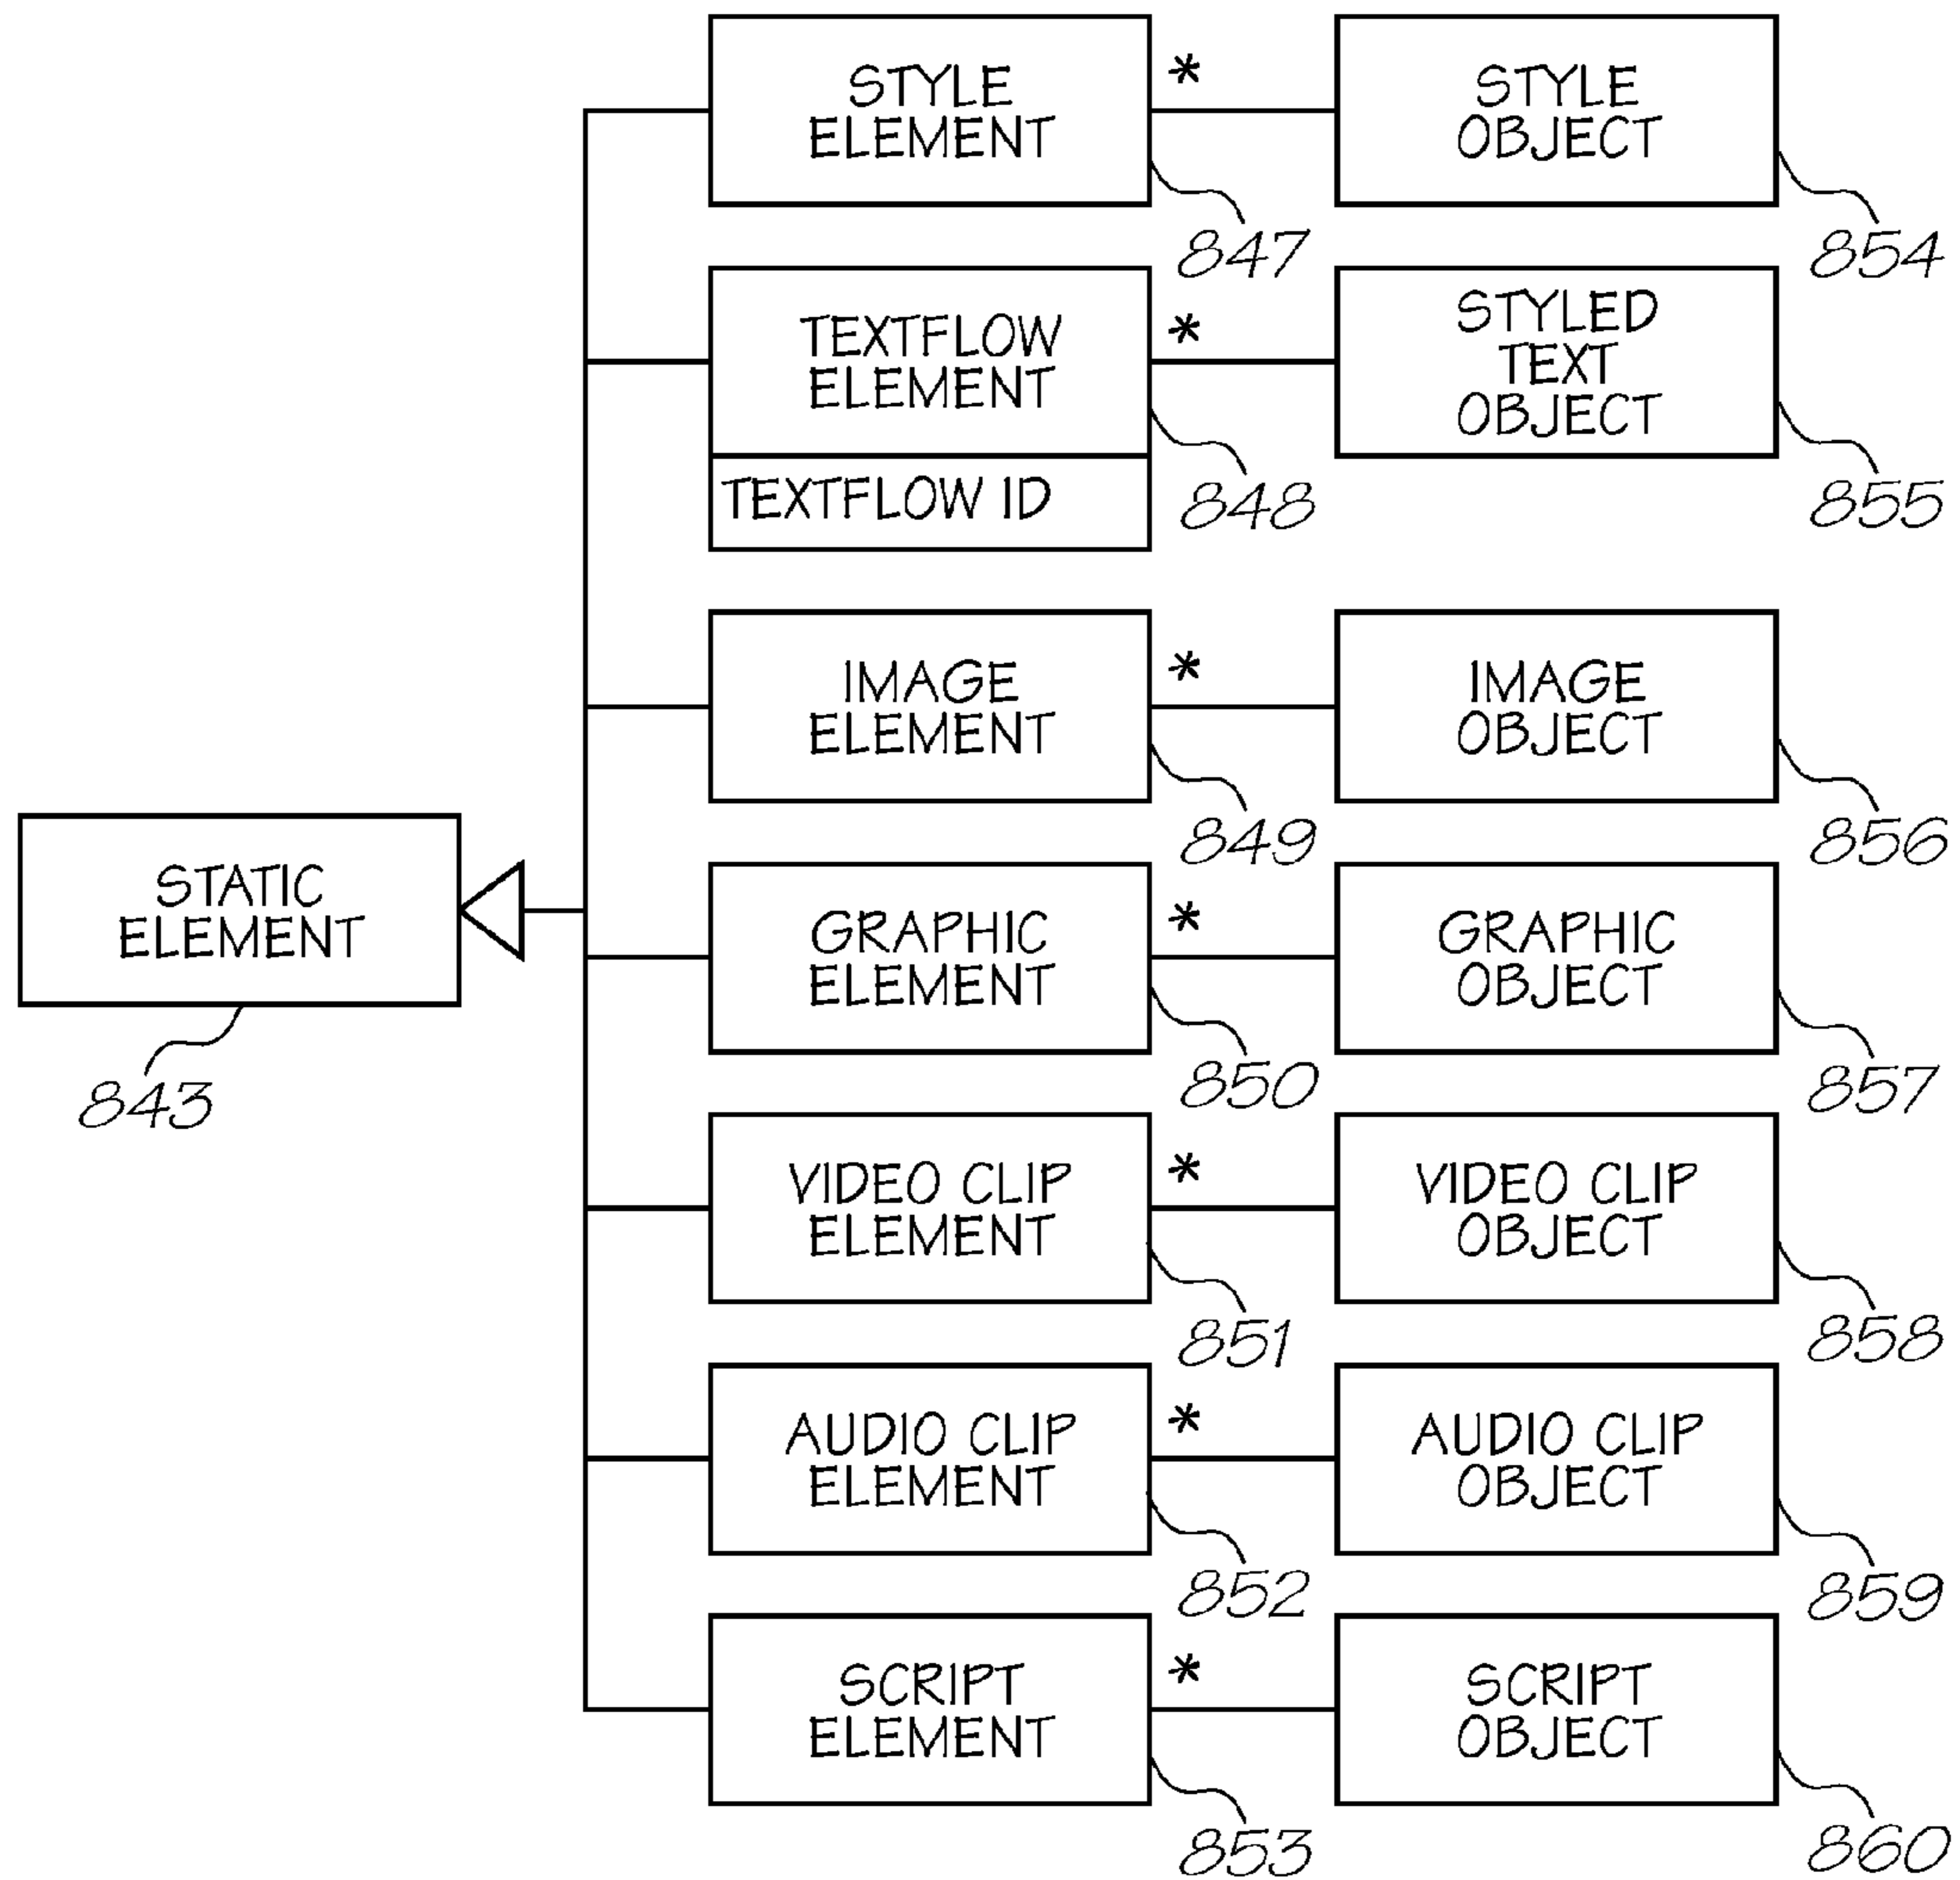 STYLE
ELEMENT
*
STYLE
OBJECT
847
854
TEXTFLOW
ELEMENT
*
STYLED
TEXT
OBJECT
TEXTFLOW ID
848
855
IMAGE
ELEMENT
*
IMAGE
OBJECT
849
856
STATIC
ELEMENT
843
GRAPHIC
ELEMENT
*
GRAPHIC
OBJECT
850
857
VIDEO CLIP
ELEMENT
*
VIDEO CLIP
OBJECT
851
858
AUDIO CLIP
ELEMENT
*
AUDIO CLIP
OBJECT
852
859
SCRIPT
ELEMENT
*
SCRIPT
OBJECT
853
860